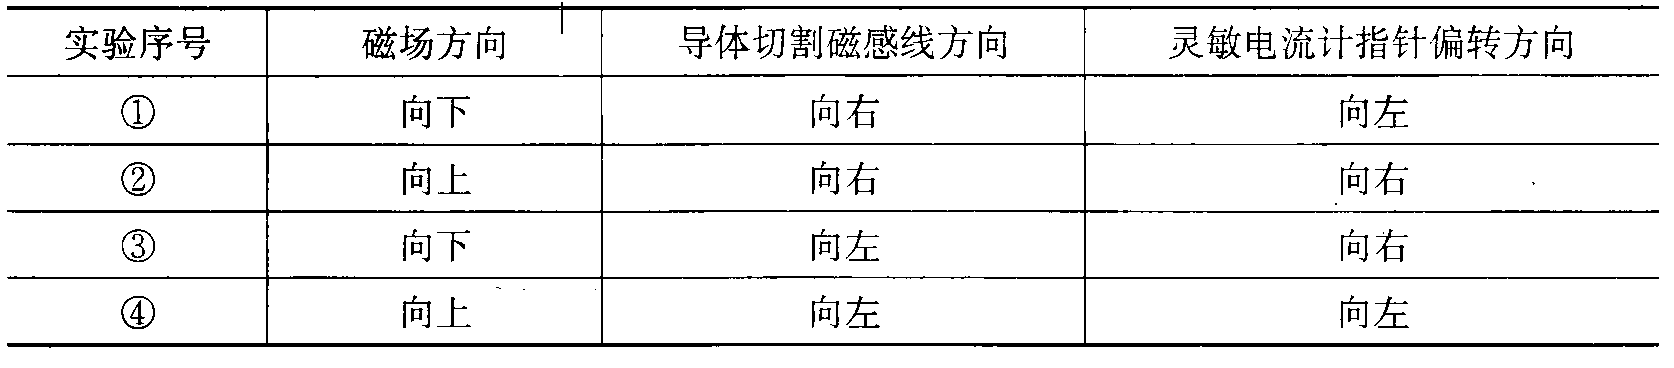 实验序号 磁场方向 导体切割磁感线方向 灵敏电流计指针偏转方向
① 向下 向右 向左
② 向上 向右 向右
③ 向下 向左 向右
④ 向上 向左 向左